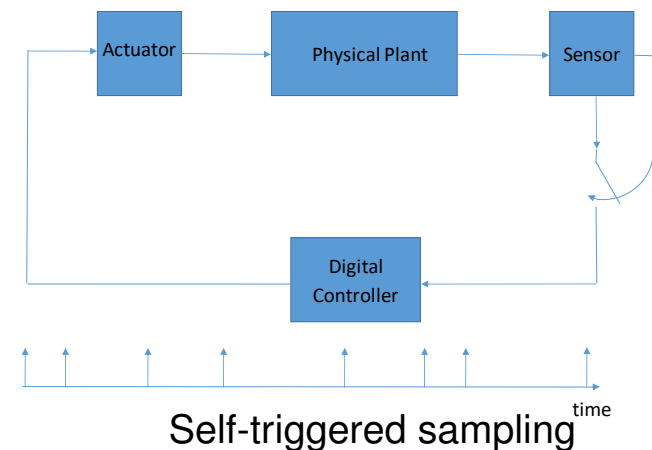 Actuator
Physical Plant
Sensor
Digital
Controller
time
Self-triggered sampling